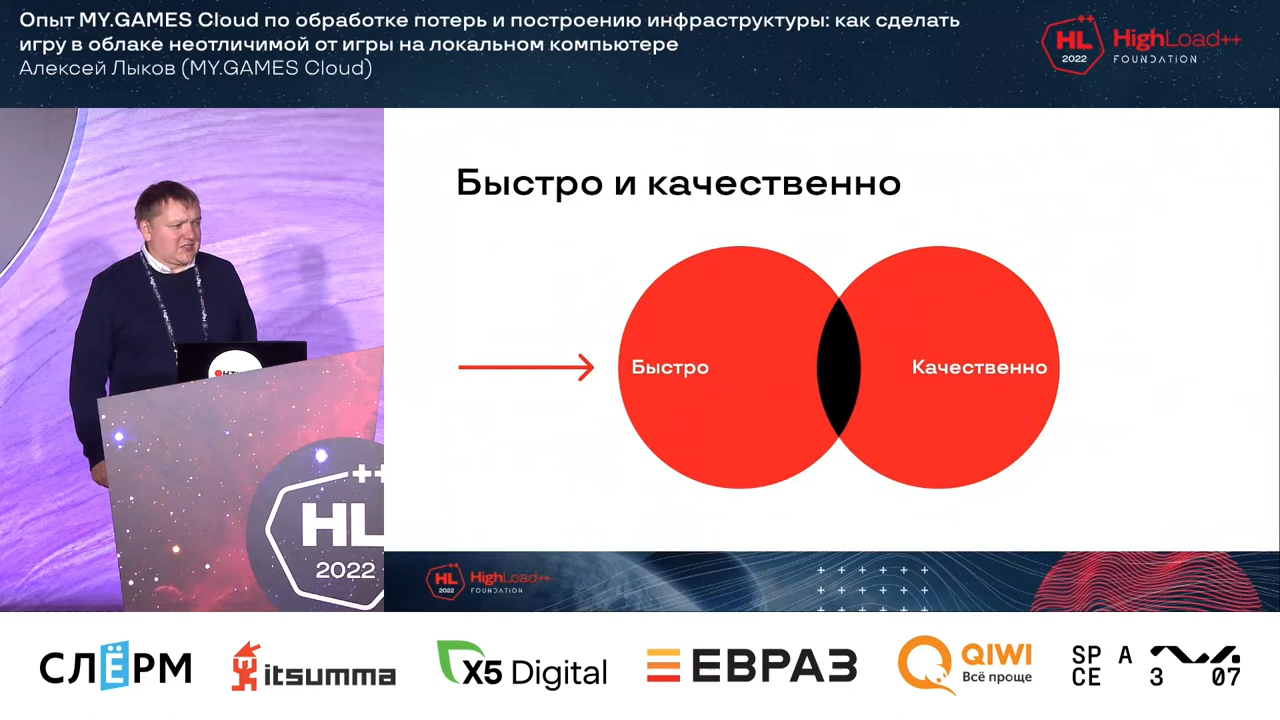 Опыт MY.GAMES Cloud по обработке потерь и построению инфраструктуры: как сделать
игру в облаке неотличимой от игры на локальном компьютере
Алексей Лыков (MY.GAMES Cloud)
HL
2022
HighLoad++
FOUNDATION
Быстро и качественно
Быстро
Качественно
++
HL
2022
HL
2022
HighLoad++
FOUNDATION
СЛЁРМ
itsumma
X5 Digital
ЕВРАЗ
QIWI
Всё проще
SP A
CE 3 07